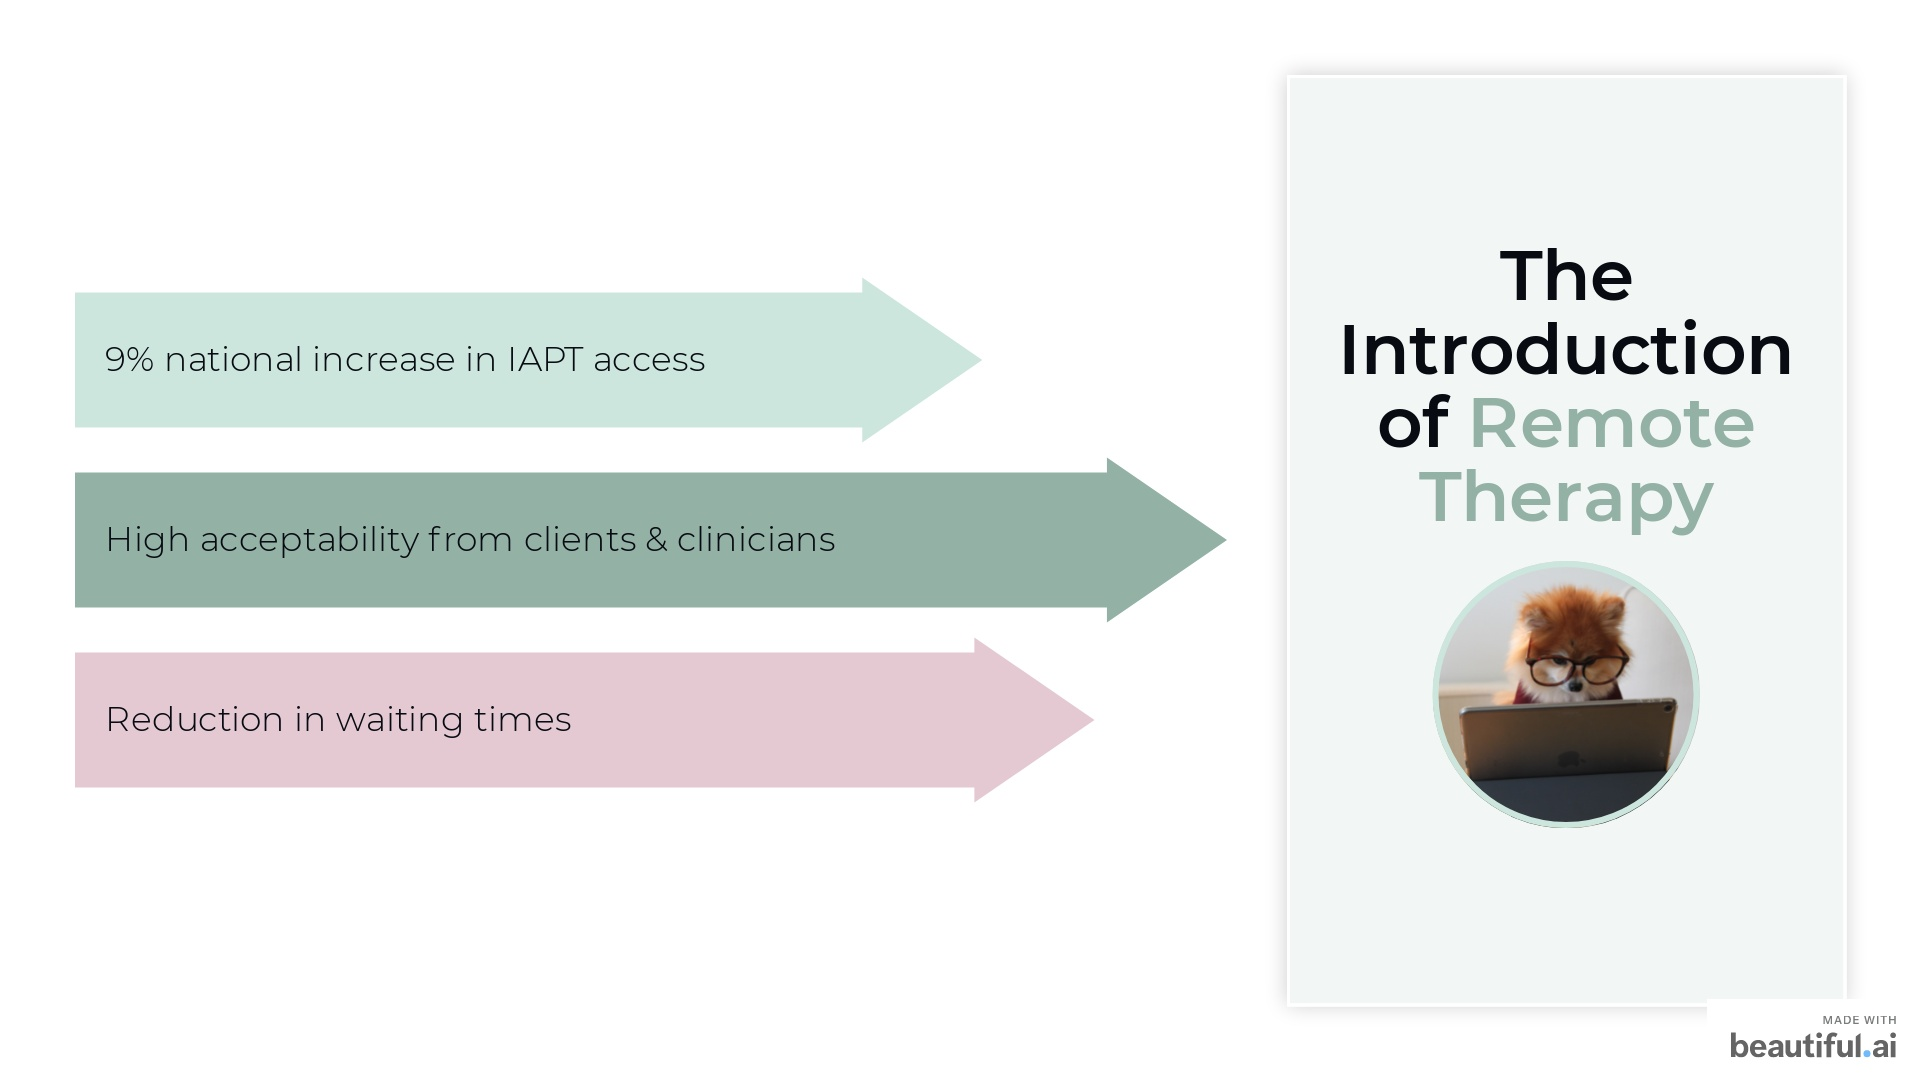 9% national increase in IAPT access
High acceptability from clients & clinicians
Reduction in waiting times
The
Introduction
of Remote
Therapy
MADE WITH
beautiful.ai